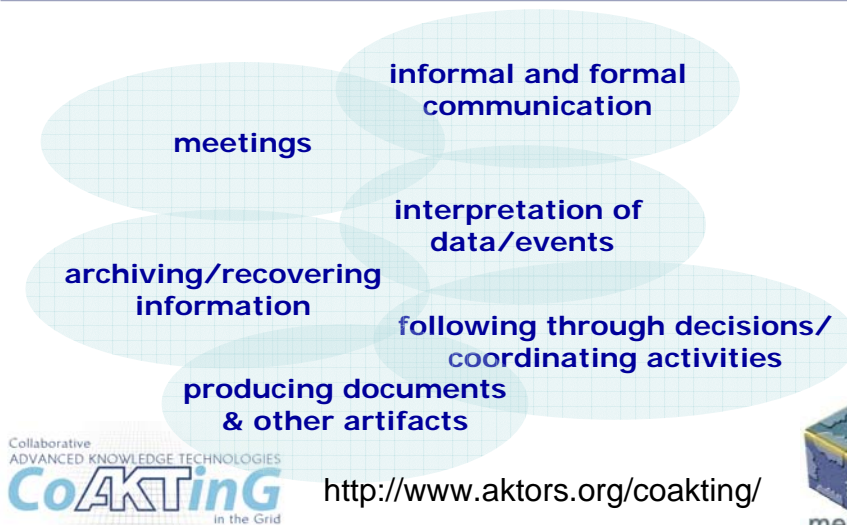 informal and formal
communication
meetings
interpretation of
data/events
archiving/recovering
information
following through decisions/
coordinating activities
producing documents
& other artifacts
Collaborative
ADVANCED KNOWLEDGE TECHNOLOGIES
CoAKTinG
in the Grid
http://www.aktors.org/coakting/